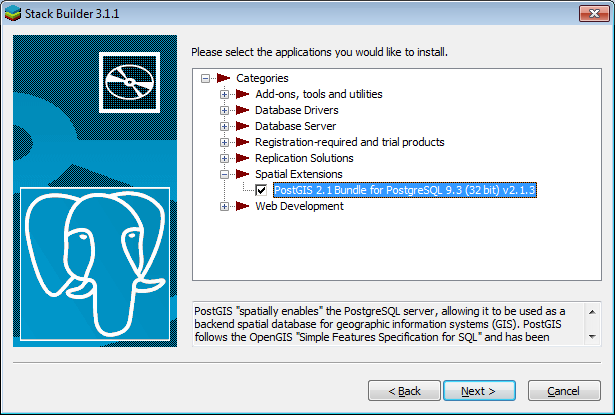 Stack Builder 3.1.1
Please select the applications you would like to install.
Categories
Add-ons, tools and utilities
Database Drivers
Database Server
Registration-required and trial products
Replication Solutions
Spatial Extensions
PostGIS 2.1 Bundle for PostgreSQL 9.3 (32 bit) v2.1.3
Web Development
PostGIS "spatially enables" the PostgreSQL server, allowing it to be used as a
backend spatial database for geographic information systems (GIS). PostGIS
follows the OpenGIS "Simple Features Specification for SQL" and has been
< Back
Next >
Cancel